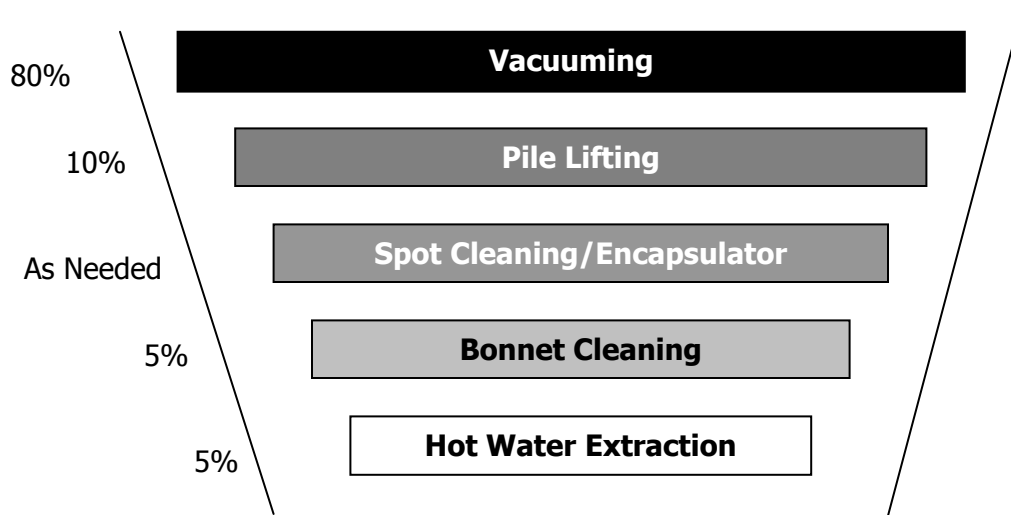 80%
Vacuuming
10%
Pile Lifting
As Needed
Spot Cleaning/Encapsulator
5%
Bonnet Cleaning
5%
Hot Water Extraction